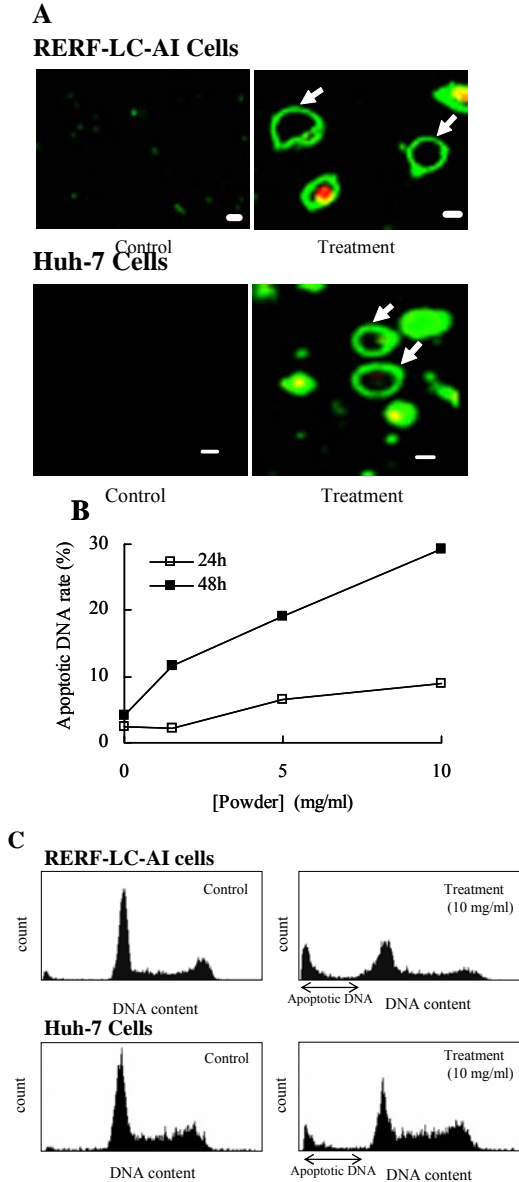 A
RERF-LC-AI Cells
Control
Treatment
Huh-7 Cells
Control
Treatment
B
Apoptotic DNA rate (%)
30
20
10
0
24h
48h
0
5
10
[Powder] (mg/ml)
C
RERF-LC-AI cells
count
Control
DNA content
count
Treatment
(10 mg/ml)
Apoptotic DNA
DNA content
Huh-7 Cells
count
Control
DNA content
count
Treatment
(10 mg/ml)
Apoptotic DNA
DNA content